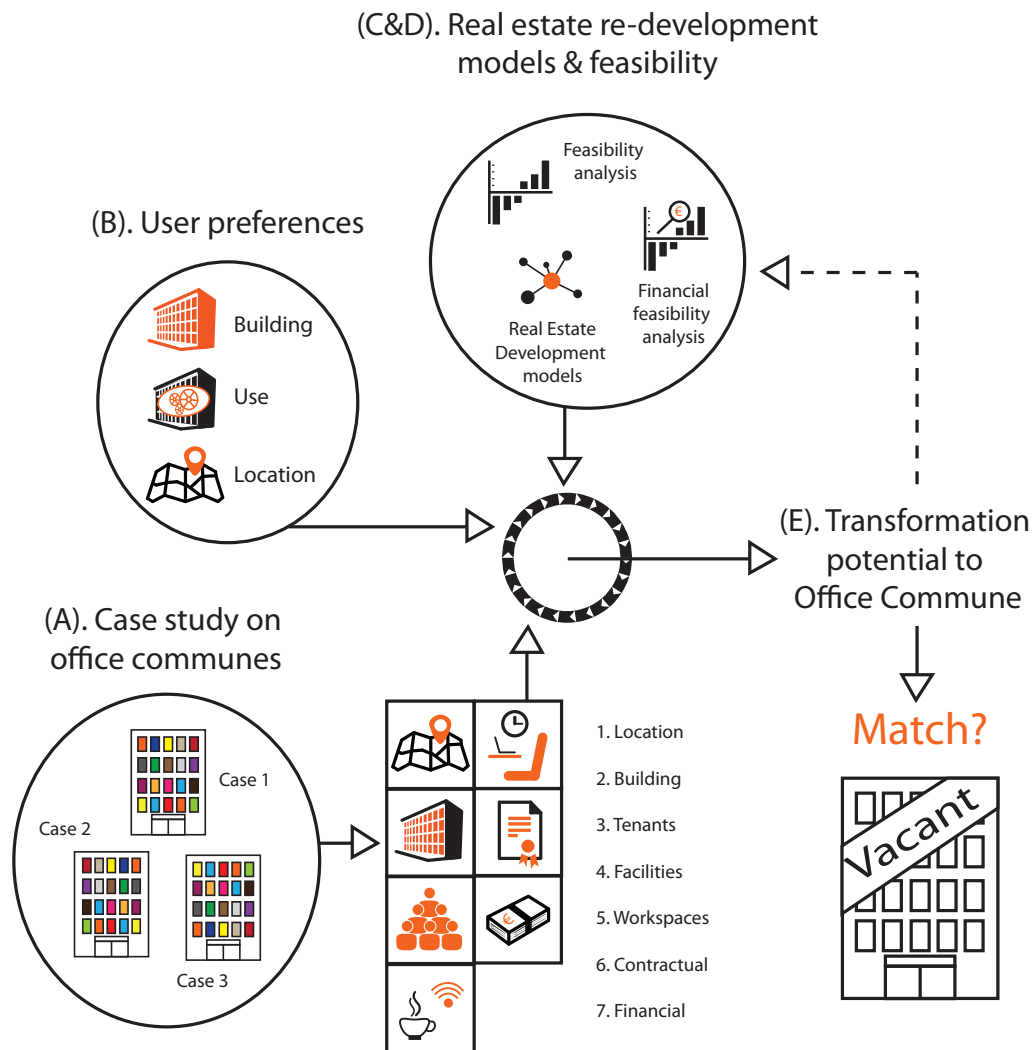 (C&D). Real estate re-development
models & feasibility
Feasibility
analysis
€
Financial
feasibility
analysis
Real Estate
Development
models
(B). User preferences
Building
Use
Location
(E). Transformation
potential to
Office Commune
(A). Case study on
office communes
Case 1
Case 2
Case 3
€
1. Location
2. Building
3. Tenants
4. Facilities
5. Workspaces
6. Contractual
7. Financial
Match?
Vacant